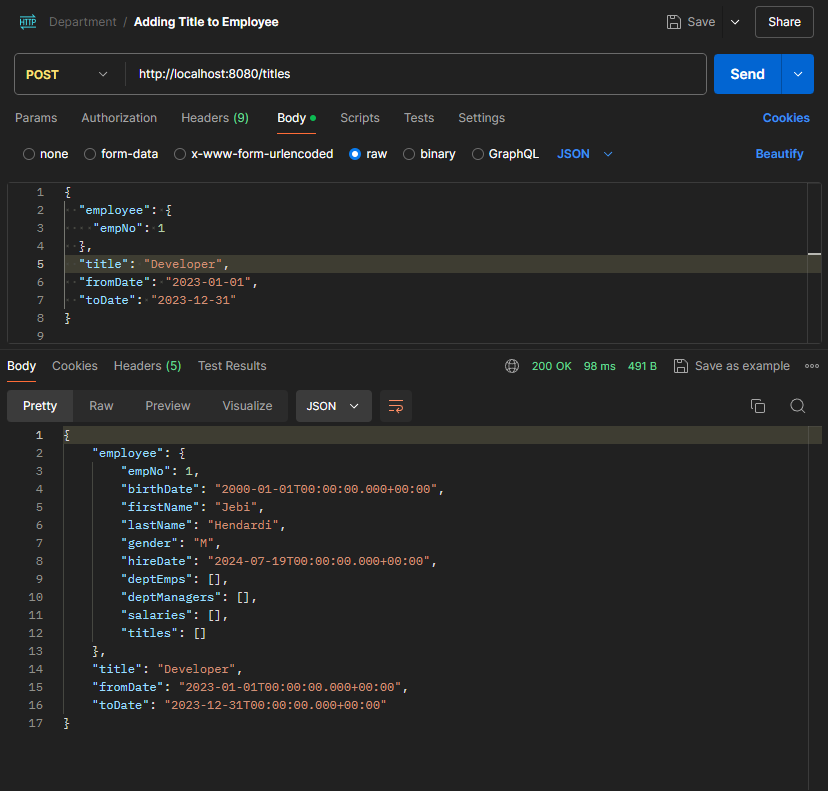 HTTP Department / Adding Title to Employee Save Share
POST http://localhost:8080/titles Send
Params Authorization Headers (9) Body Scripts Tests Settings Cookies
none form-data x-www-form-urlencoded raw binary GraphQL JSON Beautify
1 {
2 "employee": {
3 "empNo": 1
4 },
5 "title": "Developer",
6 "fromDate": "2023-01-01",
7 "toDate": "2023-12-31"
8 }
9
Body Cookies Headers (5) Test Results 200 OK 98 ms 491 B Save as example
Pretty Raw Preview Visualize JSON
1 {
2 "employee": {
3 "empNo": 1,
4 "birthDate": "2000-01-01T00:00:00.000+00:00",
5 "firstName": "Jebi",
6 "lastName": "Hendardi",
7 "gender": "M",
8 "hireDate": "2024-07-19T00:00:00.000+00:00",
9 "deptEmps": [],
10 "deptManagers": [],
11 "salaries": [],
12 "titles": []
13 },
14 "title": "Developer",
15 "fromDate": "2023-01-01T00:00:00.000+00:00",
16 "toDate": "2023-12-31T00:00:00.000+00:00"
17 }